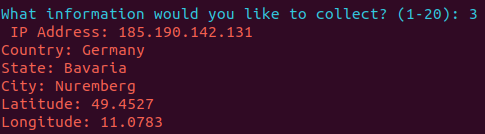 What information would you like to collect? (1-20): 3
IP Address: 185.190.142.131
Country: Germany
State: Bavaria
City: Nuremberg
Latitude: 49.4527
Longitude: 11.0783